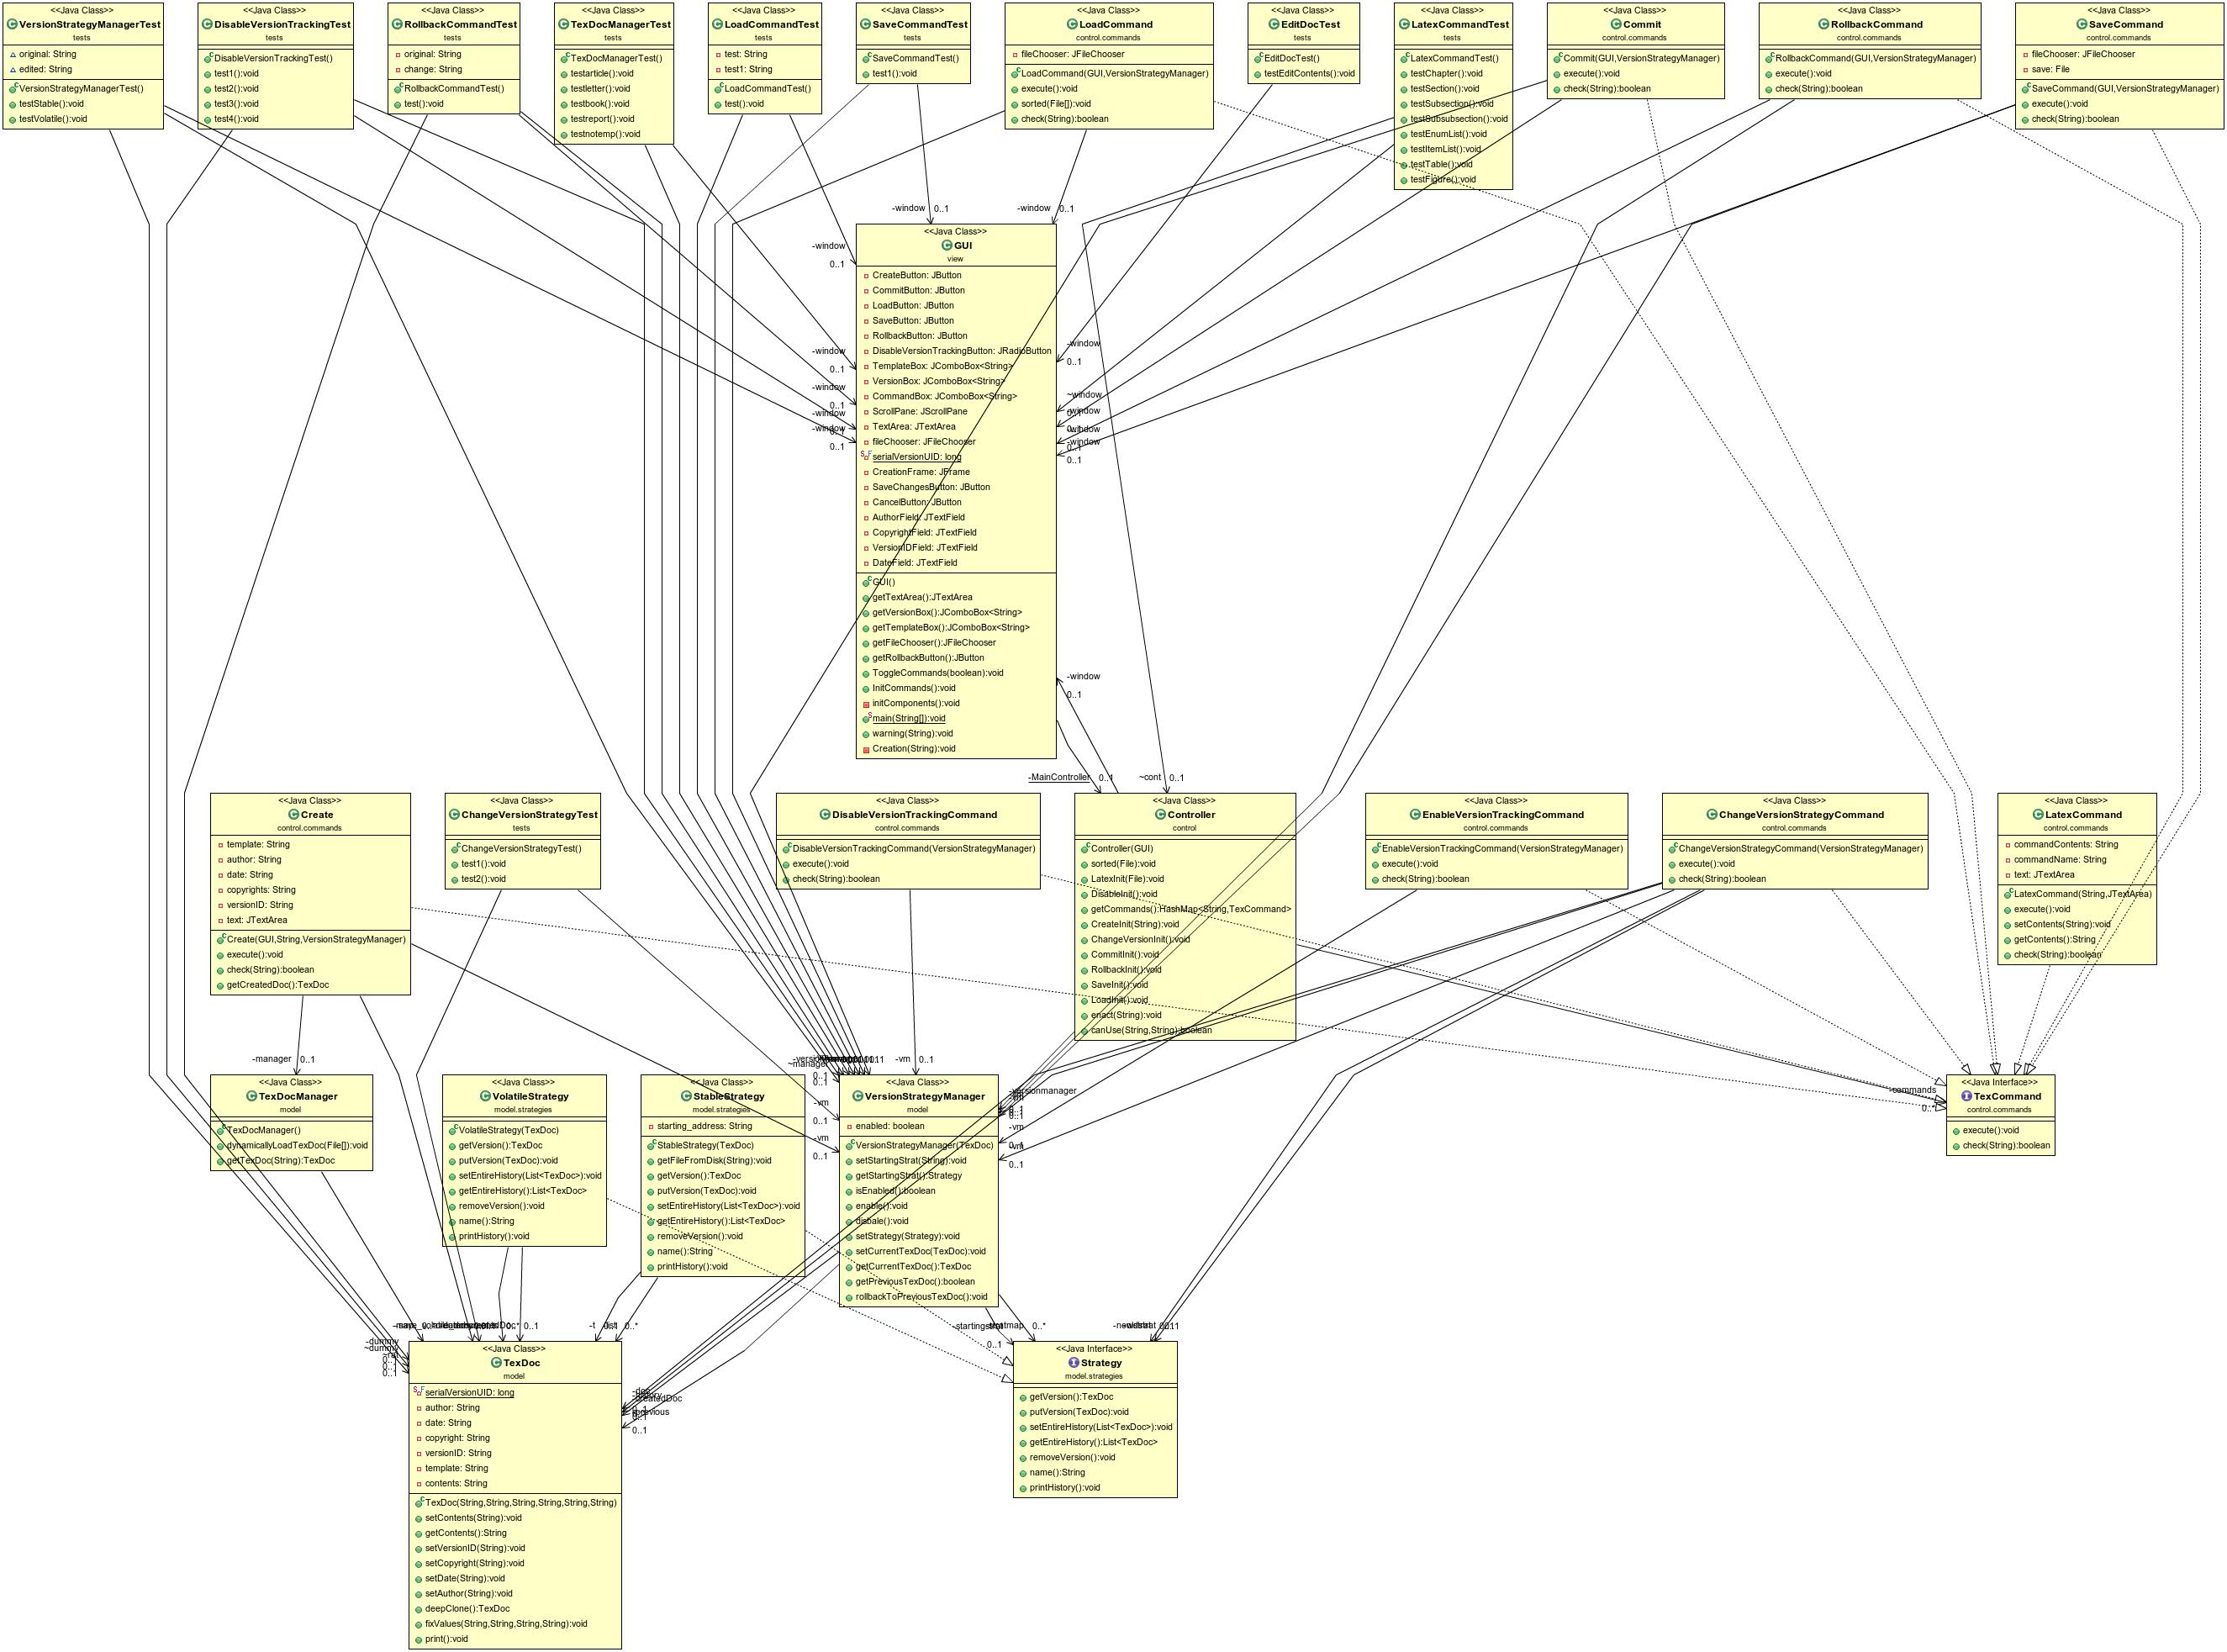 <<Java Class>>
VersionStrategyManagerTest
tests
original: String
edited: String
VersionStrategyManagerTest()
testStable():void
testVolatile():void
<<Java Class>>
DisableVersionTrackingTest
tests
DisableVersionTrackingTest()
test1():void
test2():void
test3():void
test4():void
<<Java Class>>
RollbackCommandTest
tests
original: String
change: String
RollbackCommandTest()
test():void
<<Java Class>>
TexDocManagerTest
tests
TexDocManagerTest()
testarticle():void
testletter():void
testbook():void
testreport():void
testnotemp():void
<<Java Class>>
LoadCommandTest
tests
test: String
test1: String
LoadCommandTest()
test():void
<<Java Class>>
SaveCommandTest
tests
SaveCommandTest()
test1():void
<<Java Class>>
LoadCommand
control.commands
fileChooser: JFileChooser
LoadCommand(GUI,VersionStrategyManager)
execute():void
sorted(File[]):void
check(String):boolean
<<Java Class>>
EditDocTest
tests
EditDocTest()
testEditContents():void
<<Java Class>>
LatexCommandTest
tests
LatexCommandTest()
testChapter():void
testSection():void
testSubsection():void
testSubsubsection():void
testEnumList():void
testItemList():void
testTable():void
testFigure():void
<<Java Class>>
Commit
control.commands
Commit(GUI,VersionStrategyManager)
execute():void
check(String):boolean
<<Java Class>>
RollbackCommand
control.commands
RollbackCommand(GUI,VersionStrategyManager)
execute():void
check(String):boolean
<<Java Class>>
SaveCommand
control.commands
fileChooser: JFileChooser
save: File
SaveCommand(GUI,VersionStrategyManager)
execute():void
check(String):boolean
-window 0..1
-window 0..1
-window
0..1
-window
0..1
-window
0..1
-window
-window
0..1
-window
0..1
~window
-window
-window
-window
0..1
<<Java Class>>
GUI
view
CreateButton: JButton
CommitButton: JButton
LoadButton: JButton
SaveButton: JButton
RollbackButton: JButton
DisableVersionTrackingButton: JRadioButton
TemplateBox: JComboBox<String>
VersionBox: JComboBox<String>
CommandBox: JComboBox<String>
ScrollPane: JScrollPane
TextArea: JTextArea
fileChooser: JFileChooser
serialVersionUID: long
CreationFrame: JFrame
SaveChangesButton: JButton
CancelButton: JButton
AuthorField: JTextField
CopyrightField: JTextField
VersionIDField: JTextField
DateField: JTextField
GUI()
getTextArea():JTextArea
getVersionBox():JComboBox<String>
getTemplateBox():JComboBox<String>
getFileChooser():JFileChooser
getRollbackButton():JButton
ToggleCommands(boolean):void
InitCommands():void
initComponents():void
main(String[]):void
warning(String):void
Creation(String):void
-window
0..1
-MainController 0..1
~cont 0..1
<<Java Class>>
Create
control.commands
template: String
author: String
date: String
copyrights: String
versionID: String
text: JTextArea
Create(GUI,String,VersionStrategyManager)
execute():void
check(String):boolean
getCreatedDoc():TexDoc
<<Java Class>>
ChangeVersionStrategyTest
tests
ChangeVersionStrategyTest()
test1():void
test2():void
<<Java Class>>
DisableVersionTrackingCommand
control.commands
DisableVersionTrackingCommand(VersionStrategyManager)
execute():void
check(String):boolean
<<Java Class>>
Controller
control
Controller(GUI)
sorted(File):void
LatexInit(File):void
DisableInit():void
getCommands():HashMap<String,TexCommand>
CreateInit(String):void
ChangeVersionInit():void
CommitInit():void
RollbackInit():void
SaveInit():void
LoadInit():void
enact(String):void
canUse(String,String):boolean
<<Java Class>>
EnableVersionTrackingCommand
control.commands
EnableVersionTrackingCommand(VersionStrategyManager)
execute():void
check(String):boolean
<<Java Class>>
ChangeVersionStrategyCommand
control.commands
ChangeVersionStrategyCommand(VersionStrategyManager)
execute():void
check(String):boolean
<<Java Class>>
LatexCommand
control.commands
commandContents: String
commandName: String
text: JTextArea
LatexCommand(String,JTextArea)
execute():void
setContents(String):void
getContents():String
check(String):boolean
-manager 0..1
~manager
0..1
-vm 0..1
-vm
0..1
-vm
0..1
-vm
-vm
0..1
-commands
0..*
<<Java Class>>
TexDocManager
model
TexDocManager()
dynamicallyLoadTexDoc(File[]):void
getTexDoc(String):TexDoc
<<Java Class>>
VolatileStrategy
model.strategies
VolatileStrategy(TexDoc)
getVersion():TexDoc
putVersion(TexDoc):void
setEntireHistory(List<TexDoc>):void
getEntireHistory():List<TexDoc>
removeVersion():void
name():String
printHistory():void
<<Java Class>>
StableStrategy
model.strategies
starting_address: String
StableStrategy(TexDoc)
getFileFromDisk(String):void
getVersion():TexDoc
putVersion(TexDoc):void
setEntireHistory(List<TexDoc>):void
getEntireHistory():List<TexDoc>
removeVersion():void
name():String
printHistory():void
<<Java Class>>
VersionStrategyManager
model
enabled: boolean
VersionStrategyManager(TexDoc)
setStartingStrat(String):void
getStartingStrat():Strategy
isEnabled():boolean
enable():void
disbale():void
setStrategy(Strategy):void
setCurrentTexDoc(TexDoc):void
getCurrentTexDoc():TexDoc
getPreviousTexDoc():boolean
rollbackToPreviousTexDoc():void
<<Java Interface>>
TexCommand
control.commands
execute():void
check(String):boolean
-dummy
~dummy
0..1
0..* 0..1
-t
0..*
0..1
0..*
-previous
0..1
<<Java Class>>
TexDoc
model
serialVersionUID: long
author: String
date: String
copyright: String
versionID: String
template: String
contents: String
TexDoc(String,String,String,String,String,String)
setContents(String):void
getContents():String
setVersionID(String):void
setCopyright(String):void
setDate(String):void
setAuthor(String):void
deepClone():TexDoc
fixValues(String,String,String,String):void
print():void
<<Java Interface>>
Strategy
model.strategies
getVersion():TexDoc
putVersion(TexDoc):void
setEntireHistory(List<TexDoc>):void
getEntireHistory():List<TexDoc>
removeVersion():void
name():String
printHistory():void